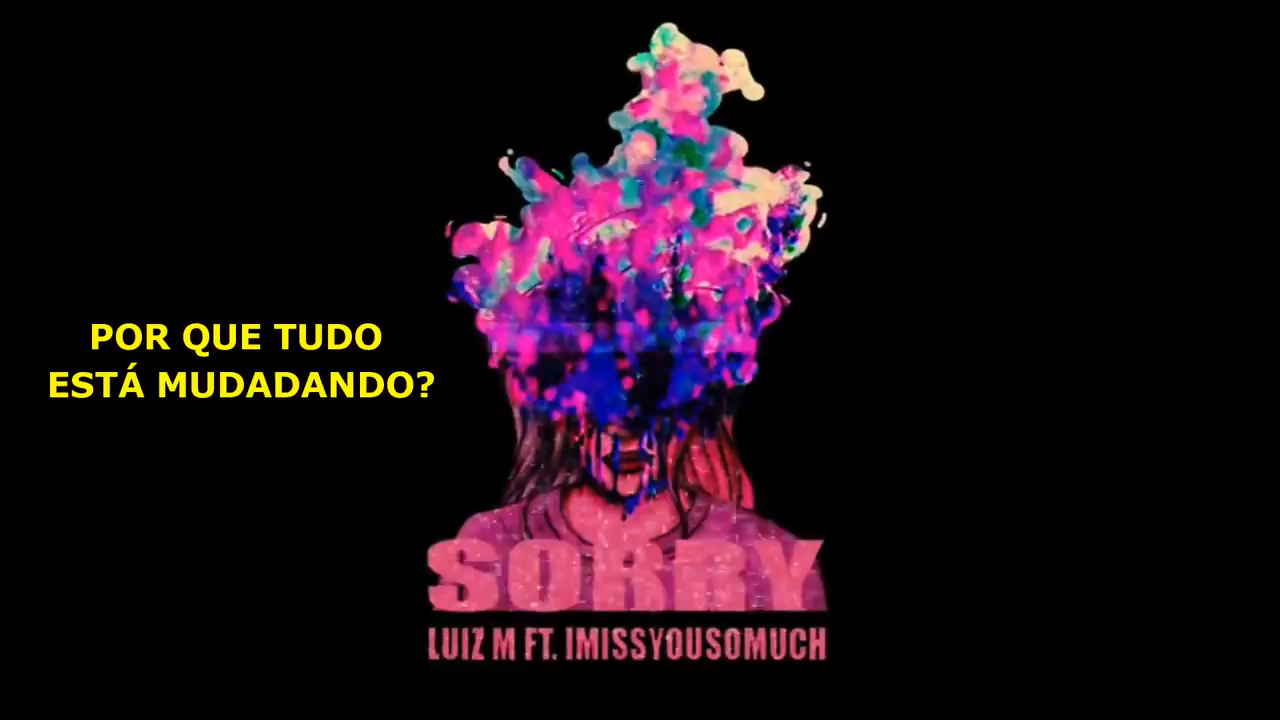 POR QUE TUDO
ESTÁ MUDADANDO?
SORRY
LUIZ M FT. IMISSYOUSOMUCH